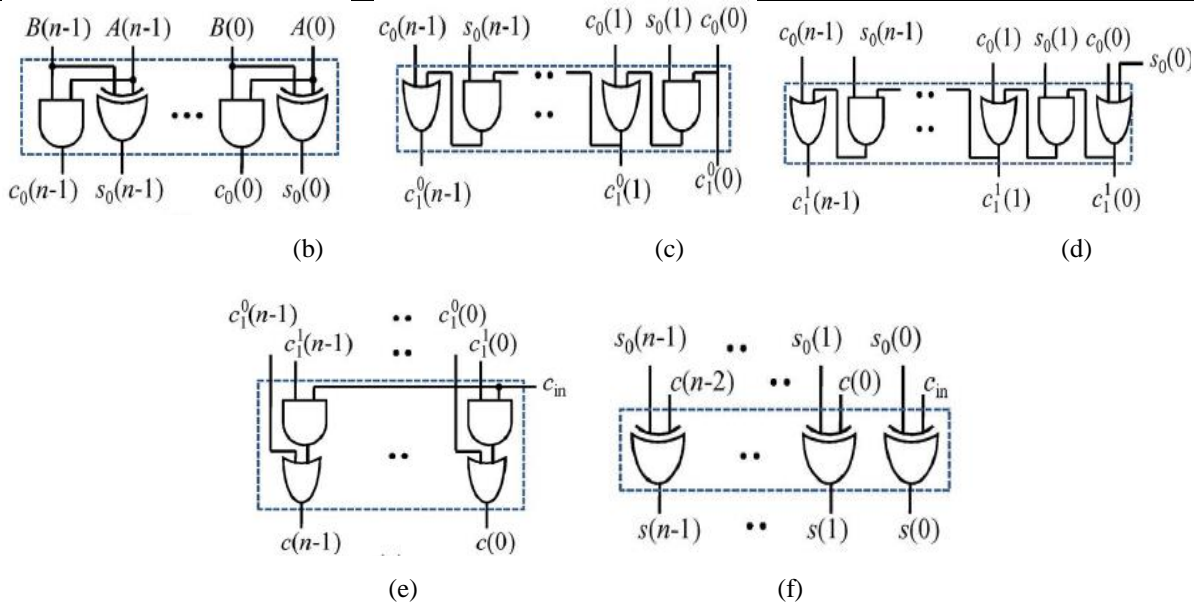 B(n-1) A(n-1) B(0) A(0)
c₀(n-1) s₀(n-1) c₀(0) s₀(0)
(b)
c₀(n-1) s₀(n-1) c₀(1) s₀(1) c₀(0)
c₁⁰(n-1) c₁⁰(1) c₁⁰(0)
(c)
c₀(n-1) s₀(n-1) c₀(1) s₀(1) c₀(0)
s₀(0)
c₁¹(n-1) c₁¹(1) c₁¹(0)
(d)
c₁⁰(n-1) c₁⁰(0)
c₁¹(n-1) c₁¹(0)
cᵢₙ
c(n-1) c(0)
(e)
s₀(n-1) s₀(1) s₀(0)
c(n-2) c(0) cᵢₙ
s(n-1) s(1) s(0)
(f)